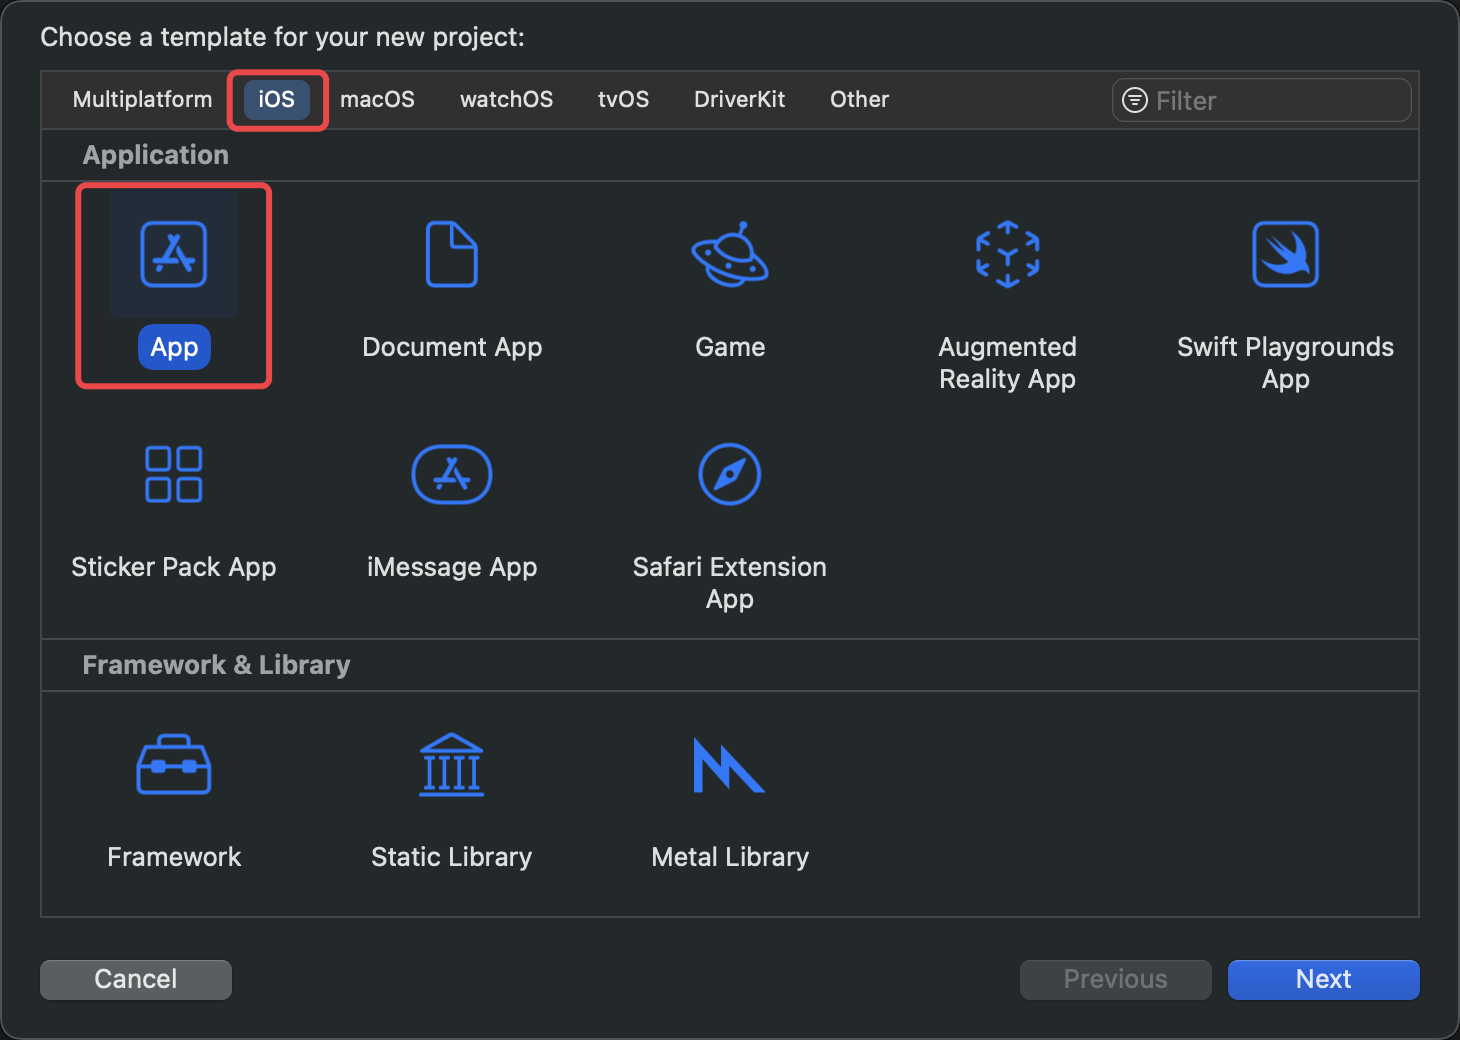 Choose a template for your new project:
Multiplatform iOS macOS watchOS tvOS DriverKit Other Filter
Application
App Document App Game Augmented Swift Playgrounds
Reality App App
Sticker Pack App iMessage App Safari Extension
App
Framework & Library
Framework Static Library Metal Library
Cancel Previous Next